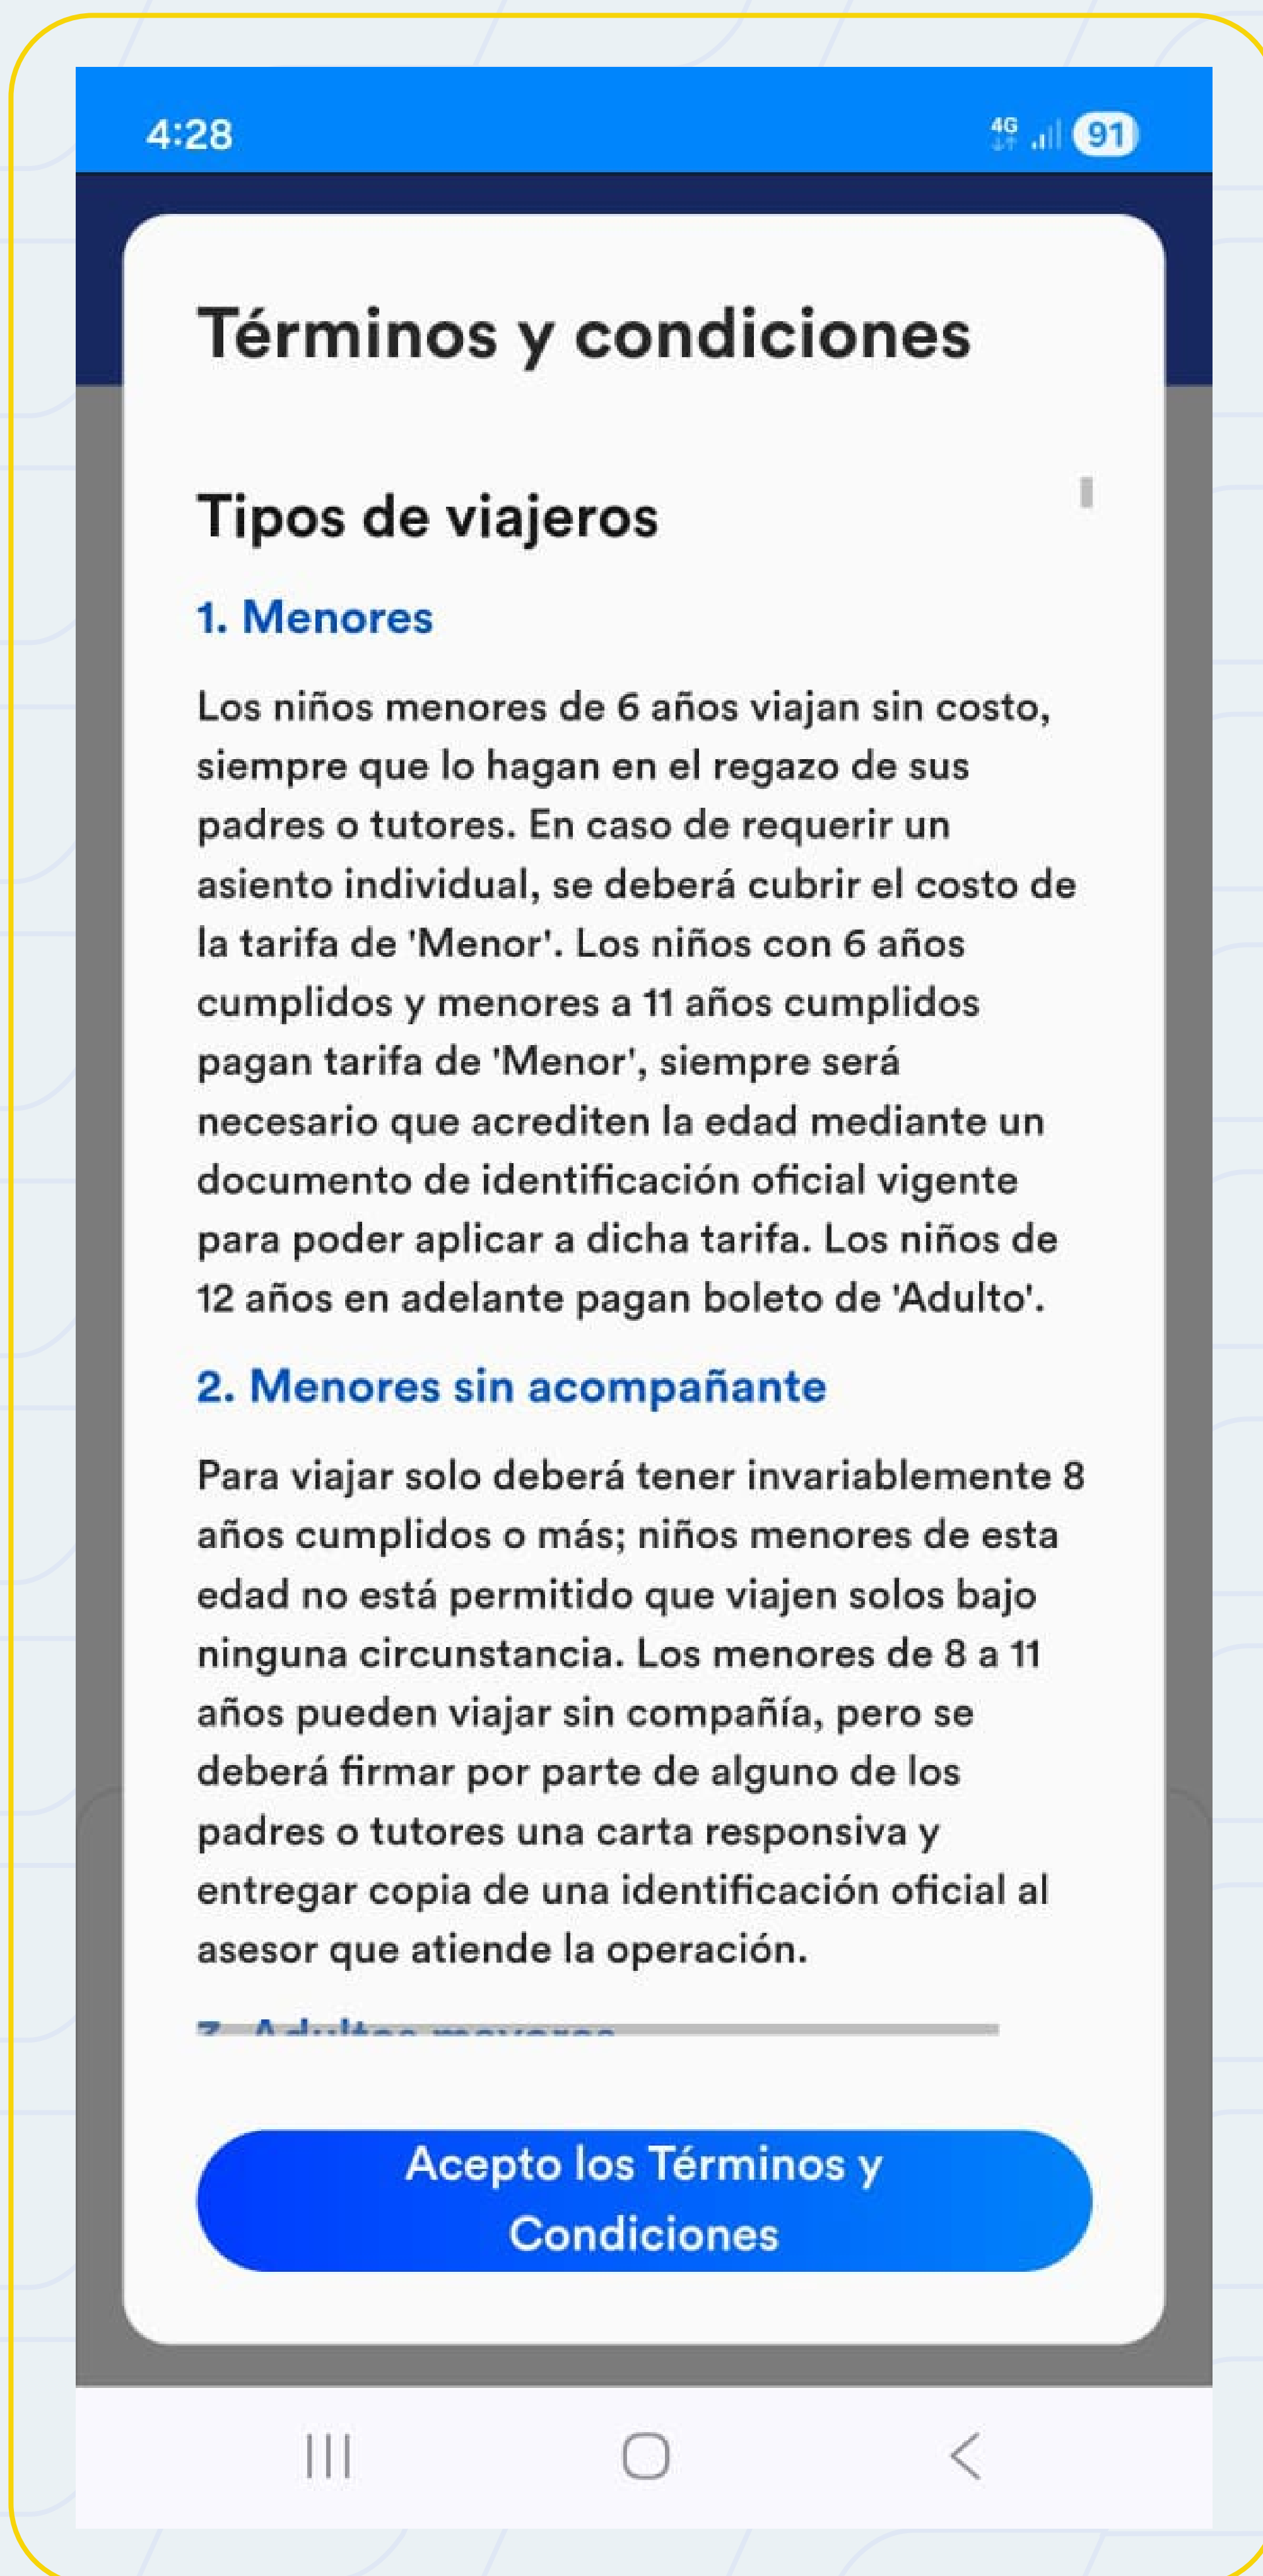 4:28
4G
91
Términos y condiciones
Tipos de viajeros
1. Menores
Los niños menores de 6 años viajan sin costo,
siempre que lo hagan en el regazo de sus
padres o tutores. En caso de requerir un
asiento individual, se deberá cubrir el costo de
la tarifa de 'Menor'. Los niños con 6 años
cumplidos y menores a 11 años cumplidos
pagan tarifa de 'Menor', siempre será
necesario que acrediten la edad mediante un
documento de identificación oficial vigente
para poder aplicar a dicha tarifa. Los niños de
12 años en adelante pagan boleto de 'Adulto'.
2. Menores sin acompañante
Para viajar solo deberá tener invariablemente 8
años cumplidos o más; niños menores de esta
edad no está permitido que viajen solos bajo
ninguna circunstancia. Los menores de 8 a 11
años pueden viajar sin compañía, pero se
deberá firmar por parte de alguno de los
padres o tutores una carta responsiva y
entregar copia de una identificación oficial al
asesor que atiende la operación.
3. Adultos mayores
Acepto los Términos y
Condiciones